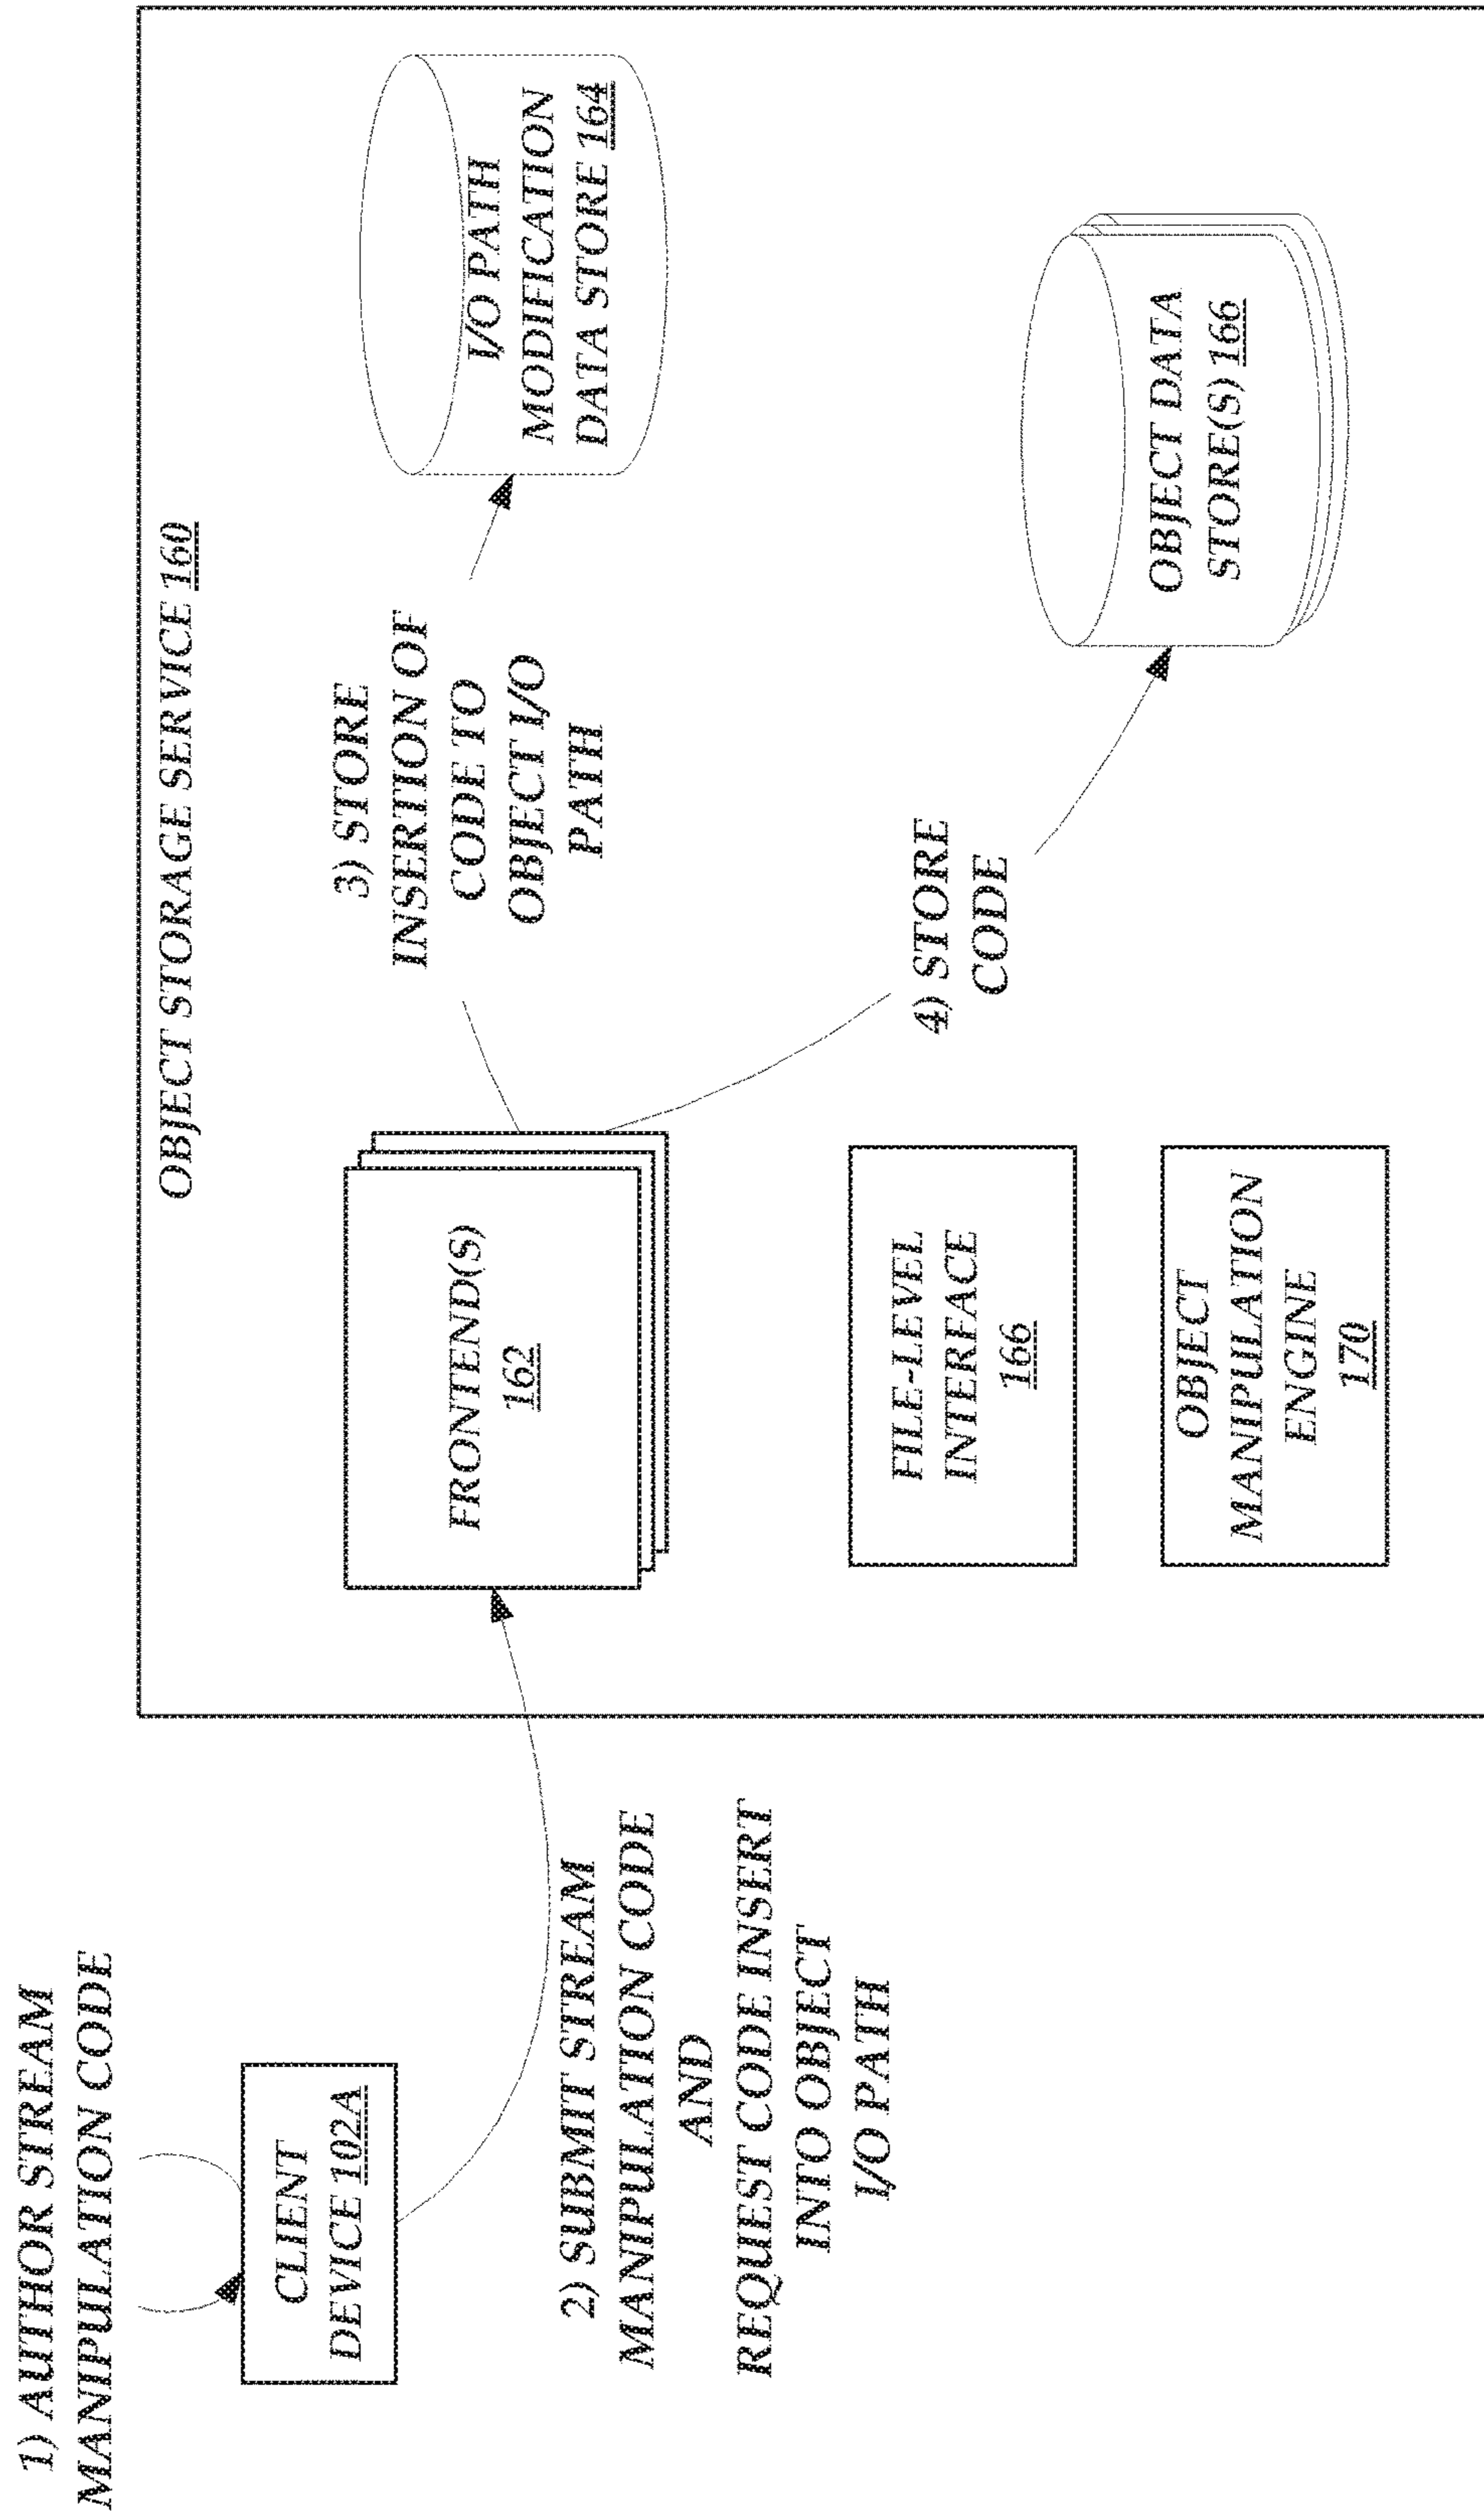 1) AUTHOR STREAM
MANIPULATION CODE
CLIENT
DEVICE 102A
2) SUBMIT STREAM
MANIPULATION CODE
AND
REQUEST CODE INSERT
INTO OBJECT
I/O PATH
OBJECT STORAGE SERVICE 160
FRONTEND(S)
162
3) STORE
INSERTION OF
CODE TO
OBJECT I/O
PATH
I/O PATH
MODIFICATION
DATA STORE 164
4) STORE
CODE
OBJECT DATA
STORE(S) 166
FILE-LEVEL
INTERFACE
166
OBJECT
MANIPULATION
ENGINE
170